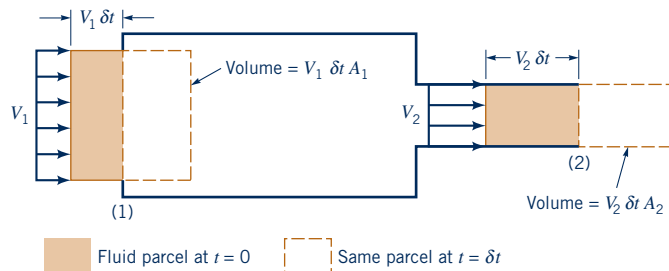 V₁ δt
Volume = V₁ δt A₁
V₁
V₂ δt
V₂
(1)
(2)
Volume = V₂ δt A₂
Fluid parcel at t = 0
Same parcel at t = δt